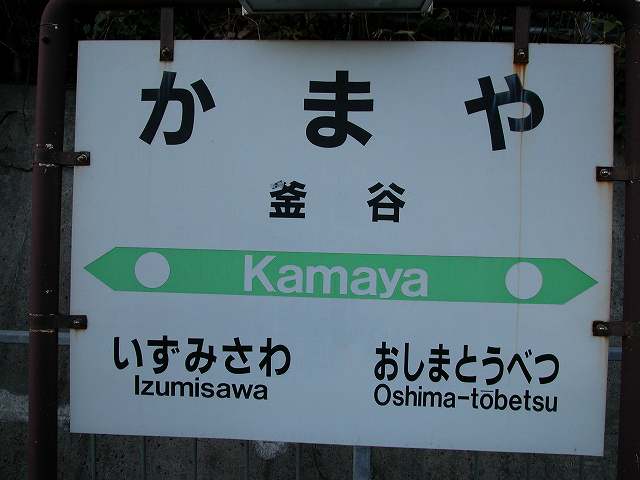 かまや
釜谷
Kamaya
いずみさわ
Izumisawa
おしまとうべつ
Oshima-tōbetsu